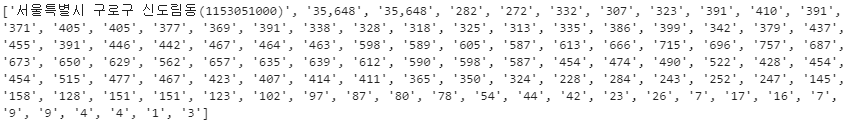 ['서울특별시 구로구 신도림동(1153051000)', '35,648', '35,648', '282', '272', '332', '307', '323', '391', '410', '391',
'371', '405', '405', '377', '369', '391', '338', '328', '318', '325', '313', '335', '386', '399', '342', '379', '437',
'455', '391', '446', '442', '467', '464', '463', '598', '589', '605', '587', '613', '666', '715', '696', '757', '687',
'673', '650', '629', '562', '657', '635', '639', '612', '590', '598', '587', '454', '474', '490', '522', '428', '454',
'454', '515', '477', '467', '423', '407', '414', '411', '365', '350', '324', '228', '284', '243', '252', '247', '145',
'158', '128', '151', '151', '123', '102', '97', '87', '80', '78', '54', '44', '42', '23', '26', '7', '17', '16', '7',
'9', '9', '4', '4', '1', '3']